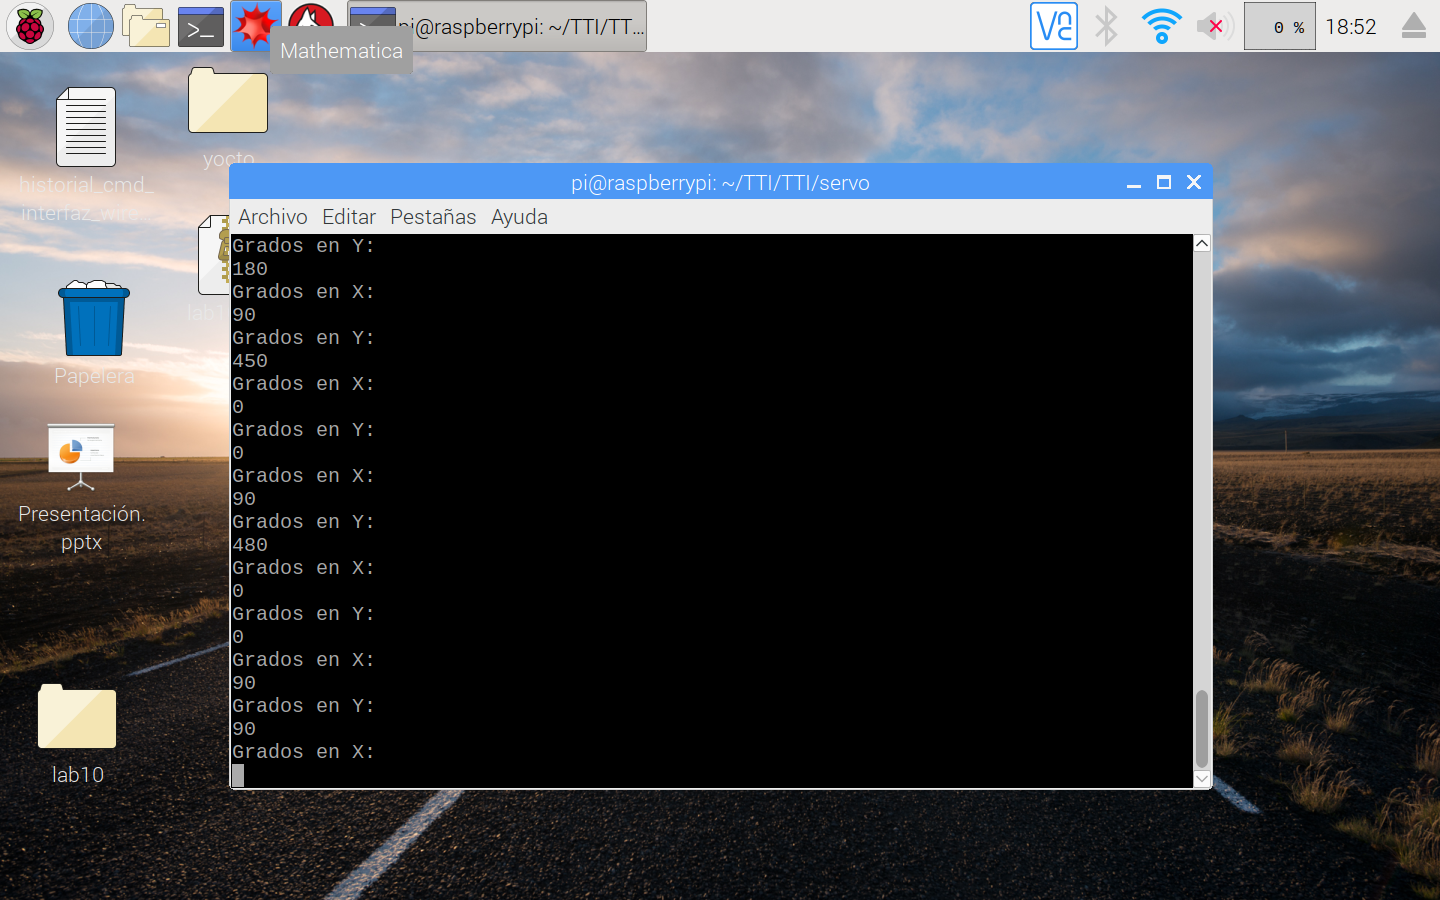 pi@raspberrypi: ~/TTI/TT...
0 %
18:52
Mathematica
yocto
historial_cmd_
Papelera
Presentación.
pptx
lab10
pi@raspberrypi: ~/TTI/TTI/servo
Archivo Editar Pestañas Ayuda
Grados en Y:
180
Grados en X:
90
Grados en Y:
450
Grados en X:
0
Grados en Y:
0
Grados en X:
90
Grados en Y:
480
Grados en X:
0
Grados en Y:
0
Grados en X:
90
Grados en Y:
90
Grados en X: